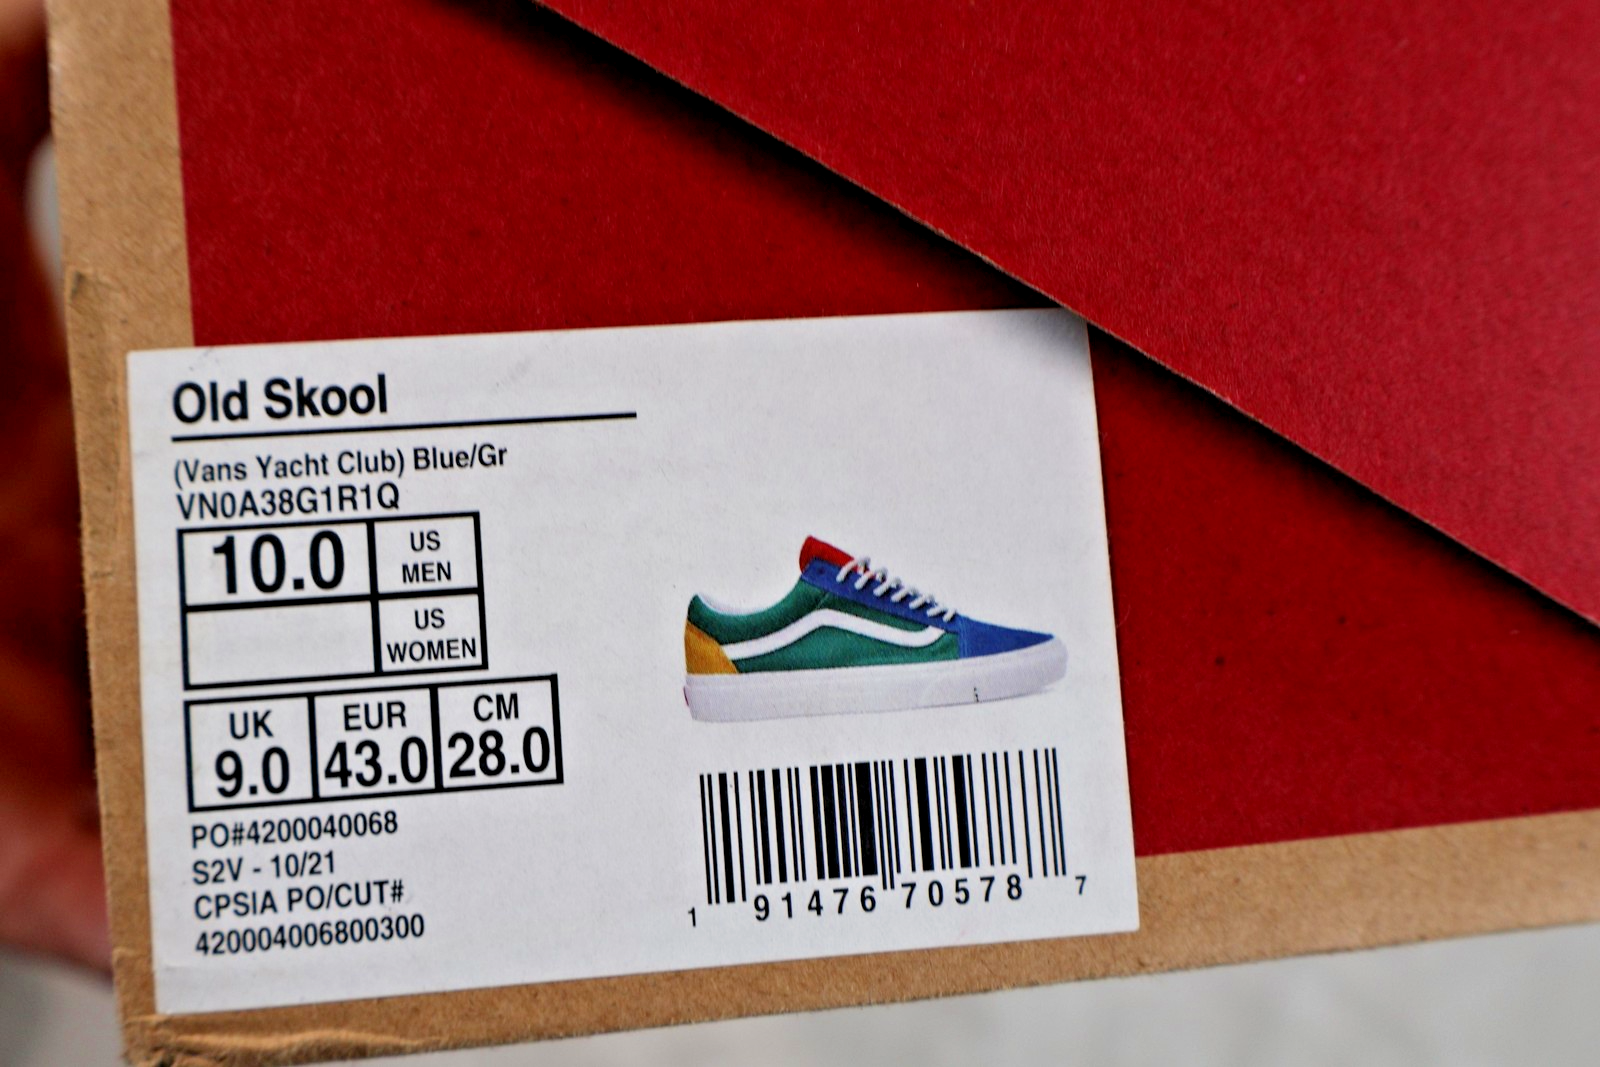 Old Skool
(Vans Yacht Club) Blue/Gr
VN0A38G1R1Q
10.0 US MEN
US WOMEN
UK EUR CM
9.0 43.0 28.0
PO#4200040068
S2V - 10/21
CPSIA PO/CUT#
420004006800300
1 91476 70578 7